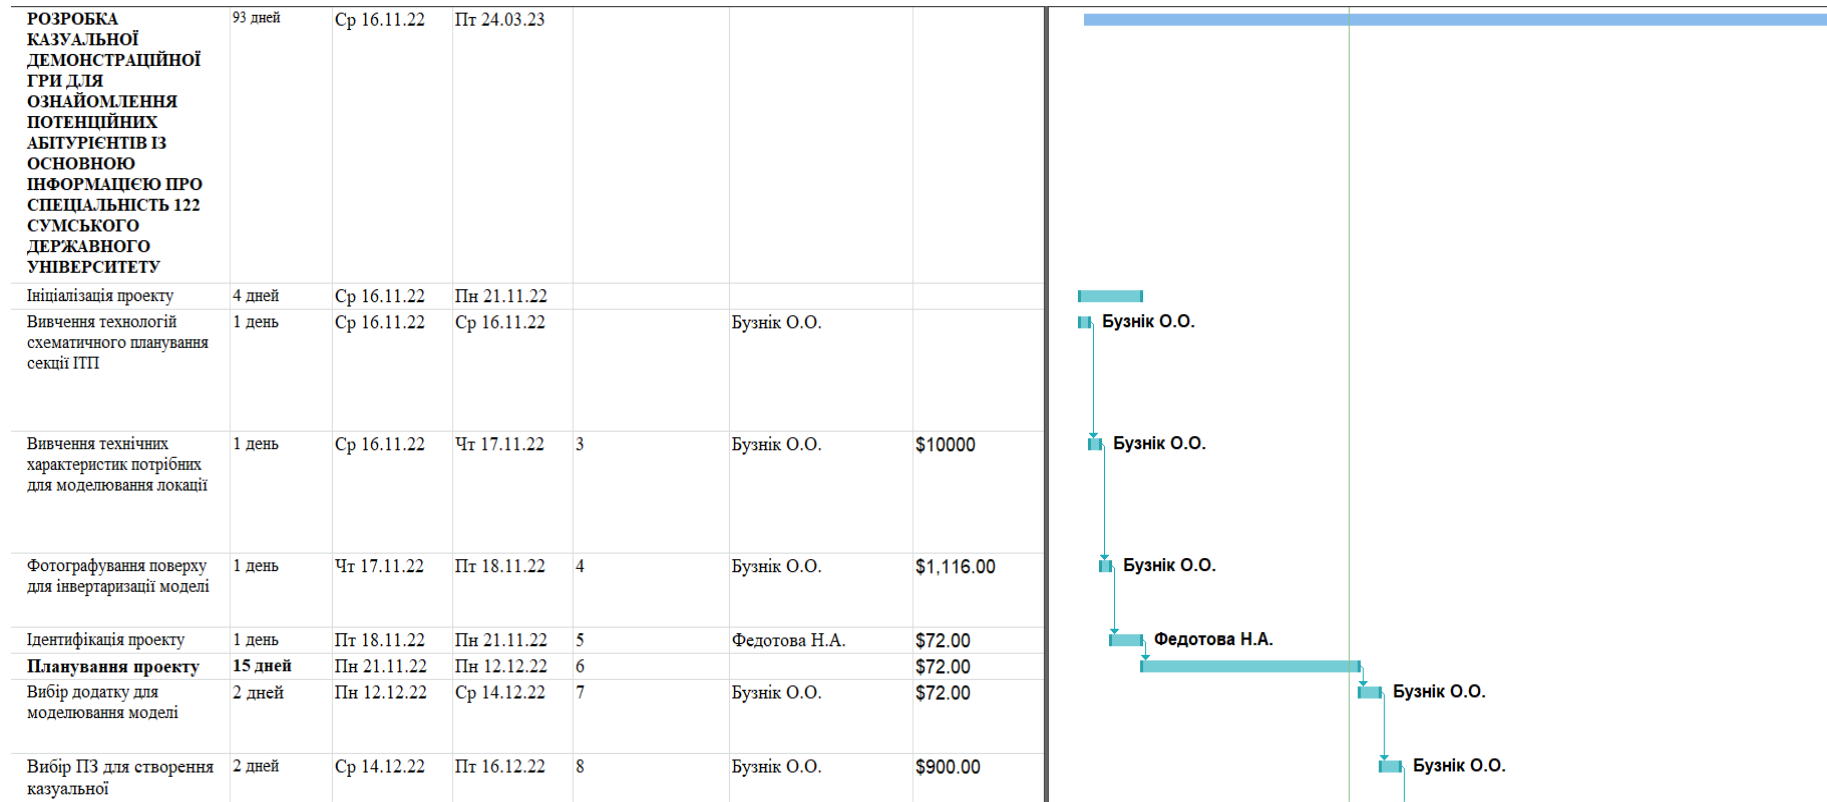 РОЗРОБКА 93 дней Ср 16.11.22 Пт 24.03.23
КАЗУАЛЬНОЇ
ДЕМОНСТРАЦІЙНОЇ
ГРИ ДЛЯ
ОЗНАЙОМЛЕННЯ
ПОТЕНЦІЙНИХ
АБІТУРІЄНТІВ ІЗ
ОСНОВНОЮ
ІНФОРМАЦІЄЮ ПРО
СПЕЦІАЛЬНІСТЬ 122
СУМСЬКОГО
ДЕРЖАВНОГО
УНІВЕРСИТЕТУ
Ініціалізація проекту 4 дней Ср 16.11.22 Пн 21.11.22
Вивчення технологій 1 день Ср 16.11.22 Ср 16.11.22 Бузнік О.О. Бузнік О.О.
схематичного планування
секції ІТП
Вивчення технічних 1 день Ср 16.11.22 Чт 17.11.22 3 Бузнік О.О. $10000 Бузнік О.О.
характеристик потрібних
для моделювання локації
Фотографування поверху 1 день Чт 17.11.22 Пт 18.11.22 4 Бузнік О.О. $1,116.00 Бузнік О.О.
для інвертаризації моделі
Ідентифікація проекту 1 день Пт 18.11.22 Пн 21.11.22 5 Федотова Н.А. $72.00 Федотова Н.А.
Планування проекту 15 дней Пн 21.11.22 Пн 12.12.22 6 $72.00
Вибір додатку для 2 дней Пн 12.12.22 Ср 14.12.22 7 Бузнік О.О. $72.00 Бузнік О.О.
моделювання моделі
Вибір ПЗ для створення 2 дней Ср 14.12.22 Пт 16.12.22 8 Бузнік О.О. $900.00 Бузнік О.О.
казуальної